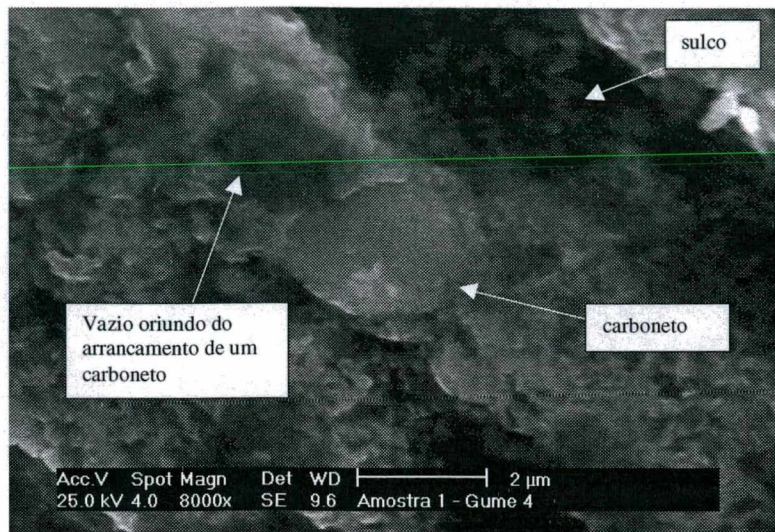 sulco
Vazio oriundo do
arrancamento de um
carboneto
carboneto
Acc.V Spot Magn Det WD 2 µm
25.0 kV 4.0 8000x SE 9.6 Amostra 1 - Gume 4